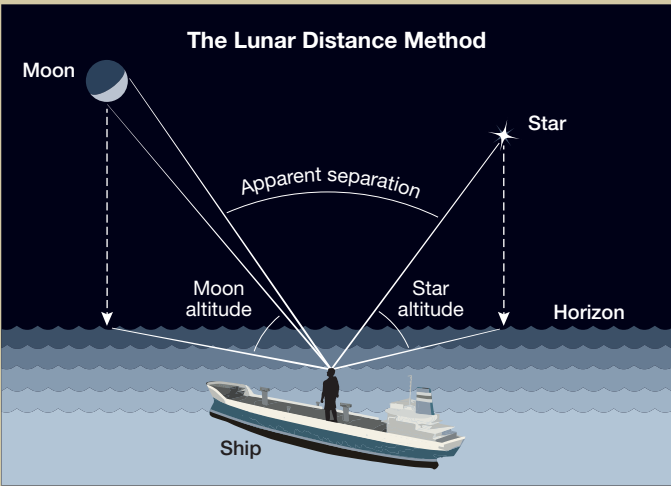 The Lunar Distance Method
Moon
Star
Apparent separation
Moon
altitude
Star
altitude
Horizon
Ship